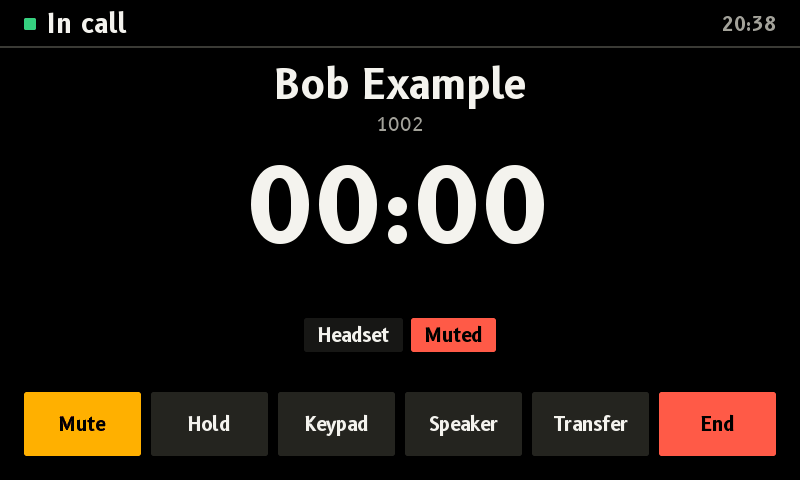 In call
20:38
Bob Example
1002
00:00
Headset Muted
Mute Hold Keypad Speaker Transfer End